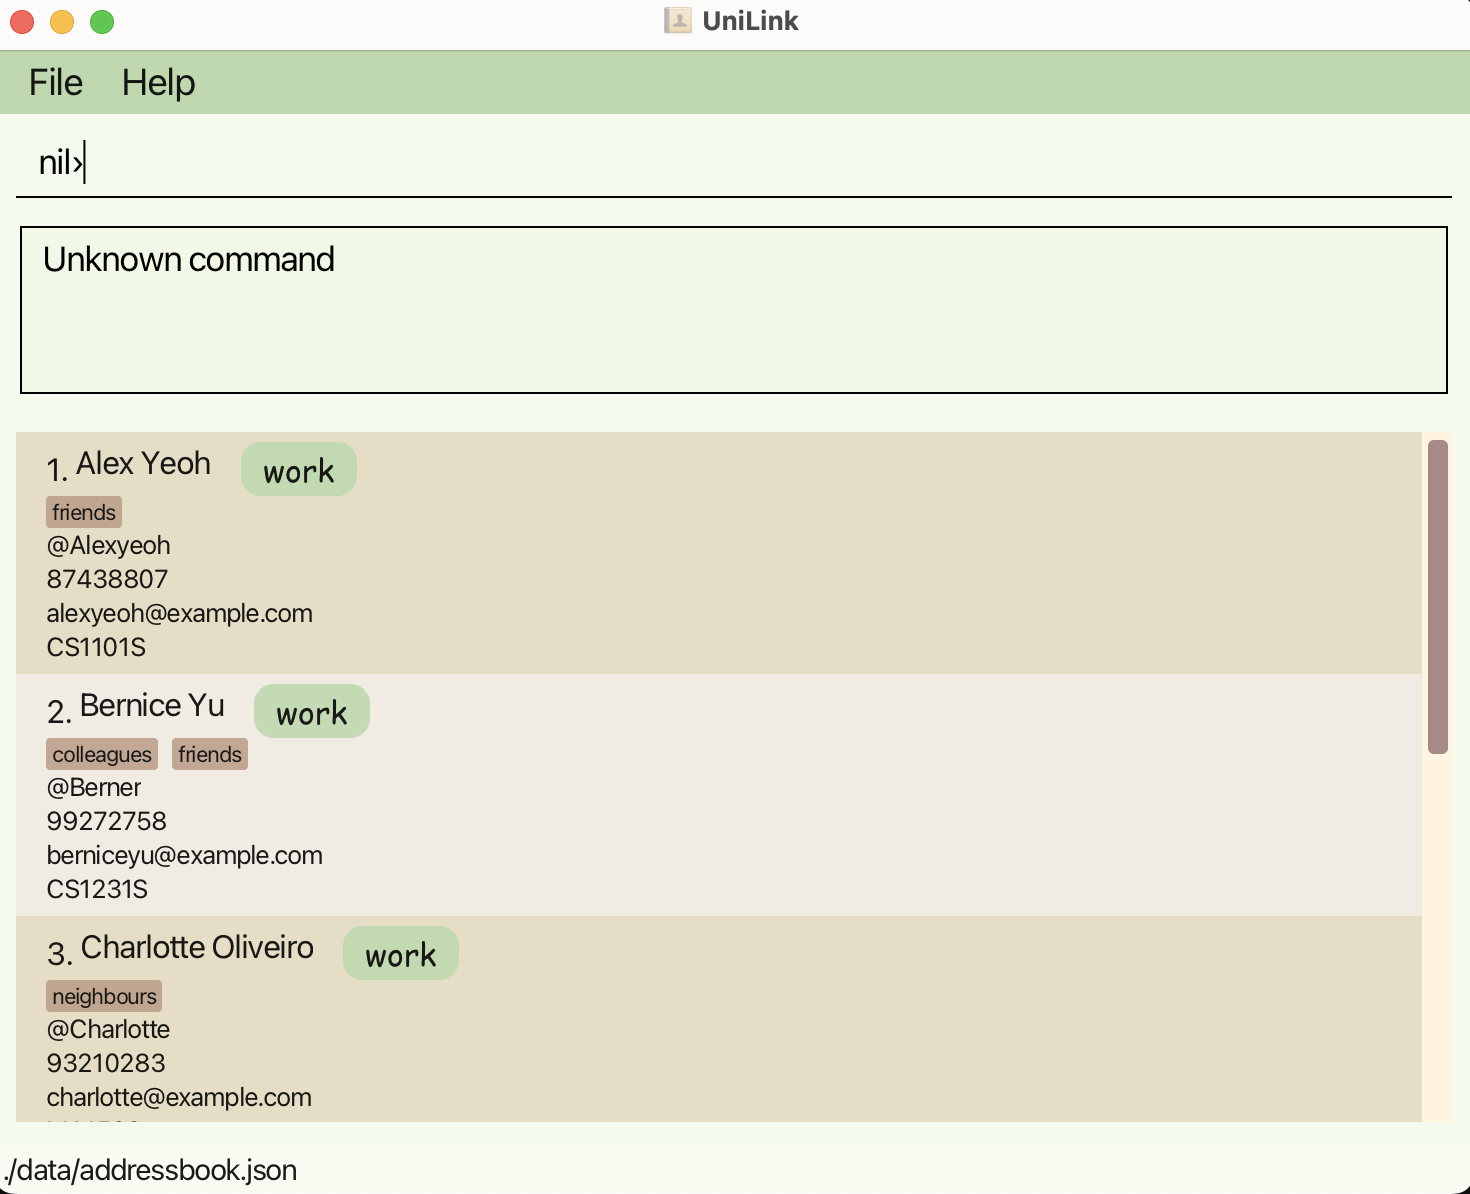 UniLink
File Help
nil›
Unknown command
1. Alex Yeoh work
friends
@Alexyeoh
87438807
alexyeoh@example.com
CS1101S
2. Bernice Yu work
colleagues friends
@Berner
99272758
berniceyu@example.com
CS1231S
3. Charlotte Oliveiro work
neighbours
@Charlotte
93210283
charlotte@example.com
./data/addressbook.json